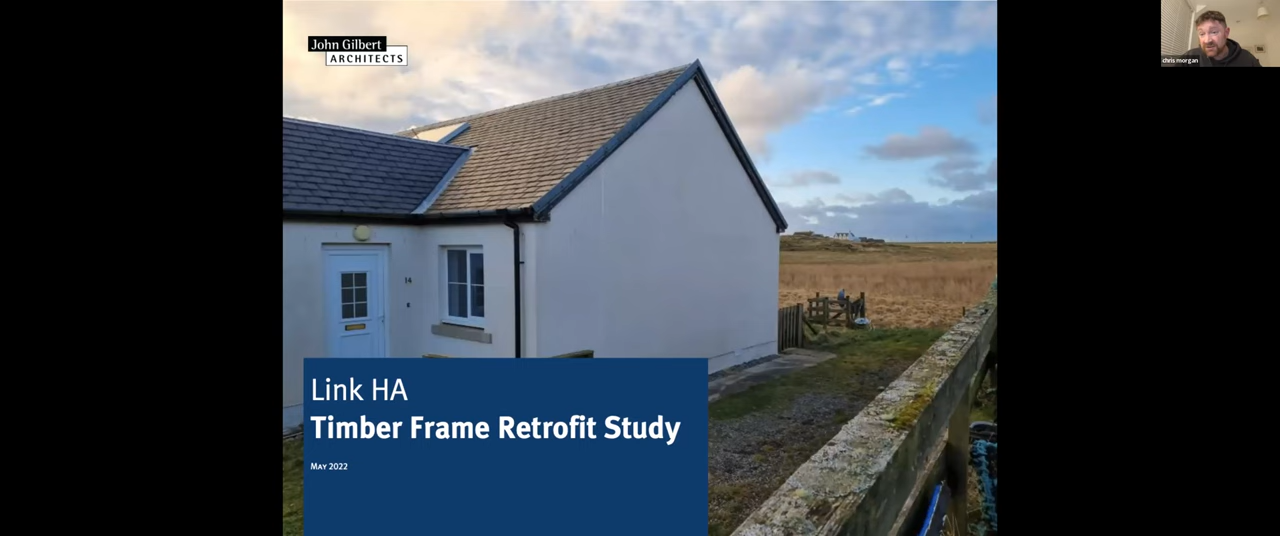 John Gilbert
ARCHITECTS
chris morgan
14
Link HA
Timber Frame Retrofit Study
May 2022